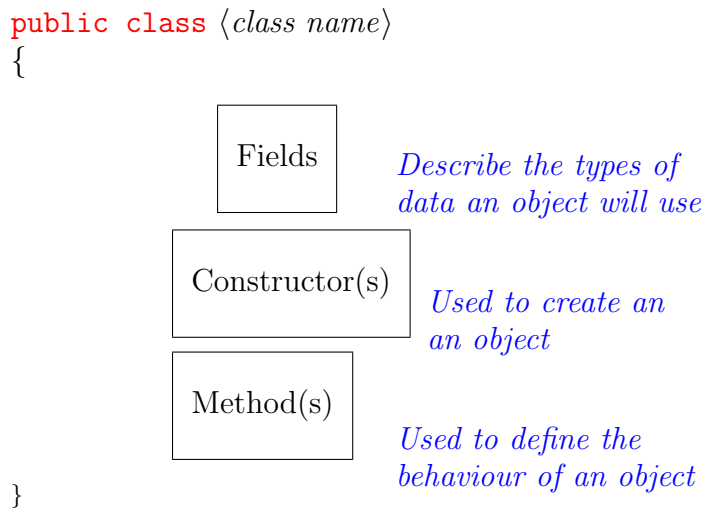 public class ⟨class name⟩
{
Fields
Describe the types of
data an object will use
Constructor(s)
Used to create an
an object
Method(s)
Used to define the
behaviour of an object
}